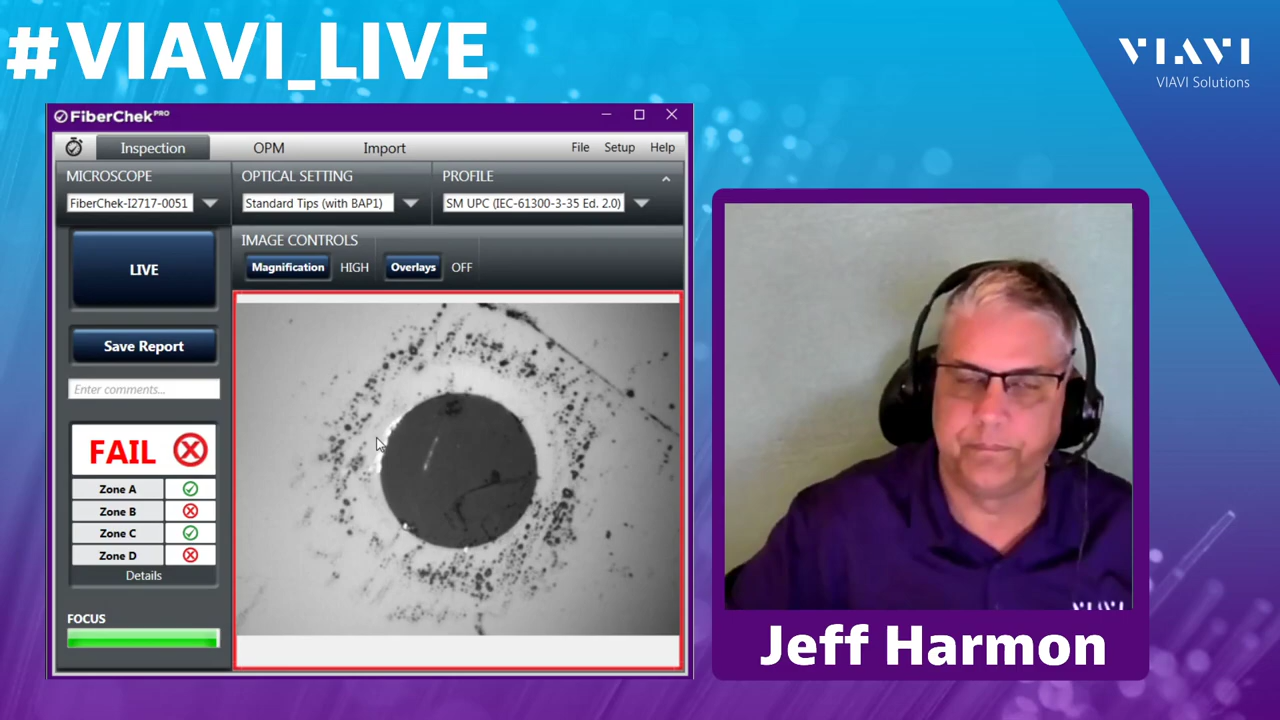 #VIAVI_LIVE
VIAVI
VIAVI Solutions
FiberChekPRO
Inspection
OPM
Import
File
Setup
Help
MICROSCOPE
OPTICAL SETTING
PROFILE
FiberChek-I2717-0051
Standard Tips (with BAP1)
SM UPC (IEC-61300-3-35 Ed. 2.0)
IMAGE CONTROLS
Magnification
HIGH
Overlays
OFF
LIVE
Save Report
Enter comments...
FAIL
Zone A
Zone B
Zone C
Zone D
Details
FOCUS
VIAVI
Jeff Harmon